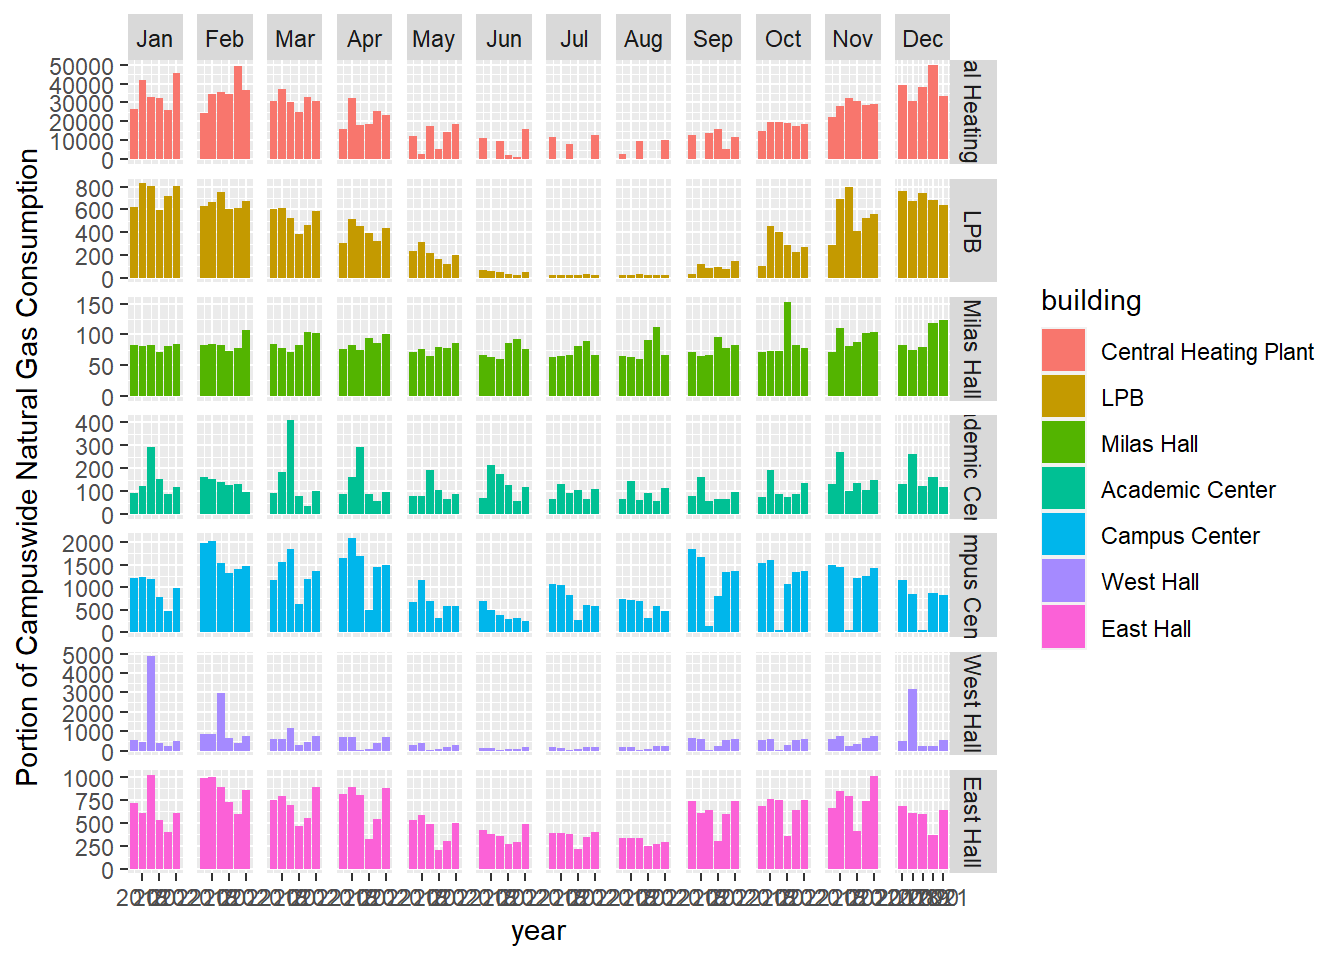 Jan Feb Mar Apr May Jun Jul Aug Sep Oct Nov Dec
50000
40000
30000
20000
10000
0
al Heating
800
600
400
200
0
LPB
150
100
50
0
Milas Hall
400
300
200
100
0
demic Cen
2000
1500
1000
500
0
mpus Cen
5000
4000
3000
2000
1000
0
West Hall
1000
750
500
250
0
East Hall
year
Portion of Campuswide Natural Gas Consumption
building
Central Heating Plant
LPB
Milas Hall
Academic Center
Campus Center
West Hall
East Hall